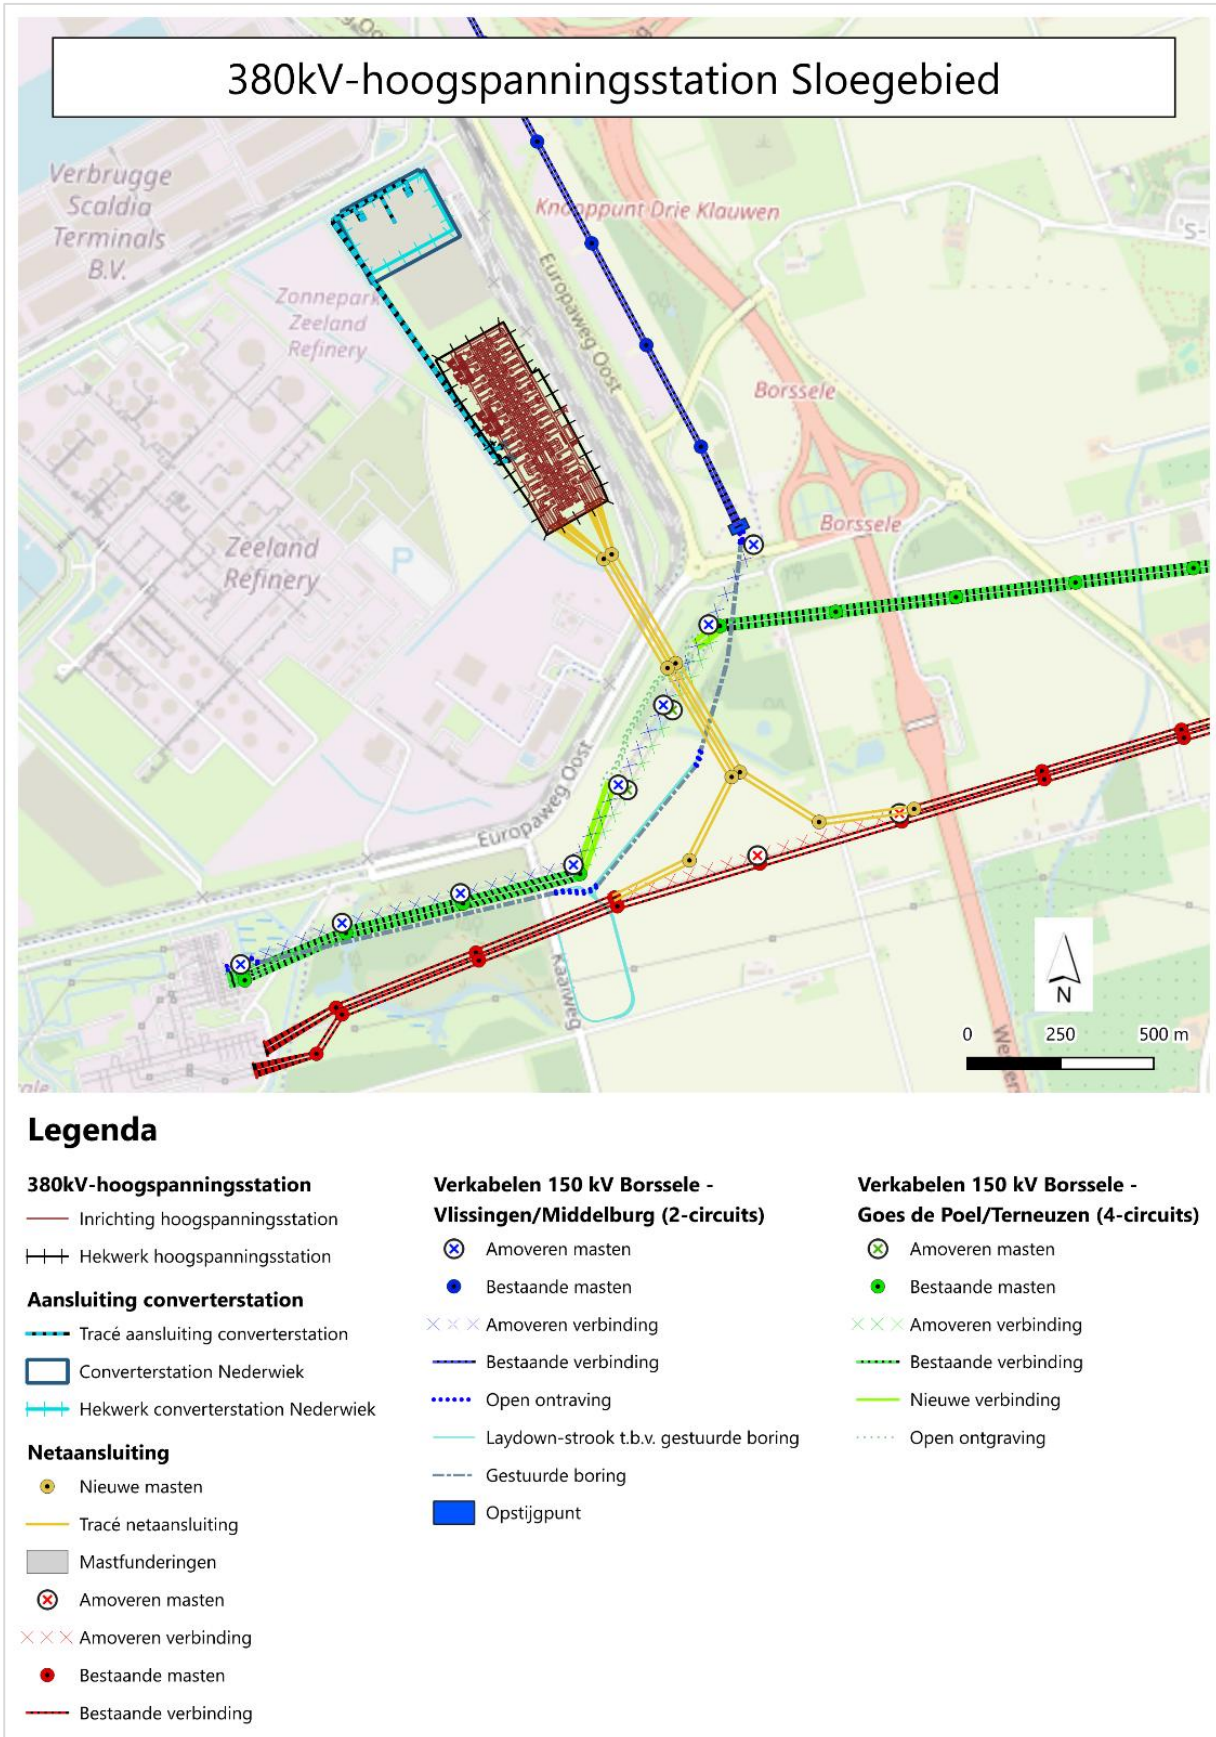 380kV-hoogspanningsstation Sloegebied
Verbrugge
Scaldia
Terminals
B.V.
Knooppunt Drie Klauwen
'S-
Zonnepark
Zeeland
Refinery
Europaweg Oost
Borssele
Borssele
Zeeland
Refinery
P
Europaweg Oost
Kaarweg
N
0 250 500 m
Legenda
380kV-hoogspanningsstation
Inrichting hoogspanningsstation
Hekwerk hoogspanningsstation
Aansluiting converterstation
Tracé aansluiting converterstation
Converterstation Nederwiek
Hekwerk converterstation Nederwiek
Netaansluiting
Nieuwe masten
Tracé netaansluiting
Mastfunderingen
Amoveren masten
Amoveren verbinding
Bestaande masten
Bestaande verbinding
Verkabelen 150 kV Borssele -
Vlissingen/Middelburg (2-circuits)
Amoveren masten
Bestaande masten
Amoveren verbinding
Bestaande verbinding
Open ontraving
Laydown-strook t.b.v. gestuurde boring
Gestuurde boring
Opstijgpunt
Verkabelen 150 kV Borssele -
Goes de Poel/Terneuzen (4-circuits)
Amoveren masten
Bestaande masten
Amoveren verbinding
Bestaande verbinding
Nieuwe verbinding
Open ontgraving